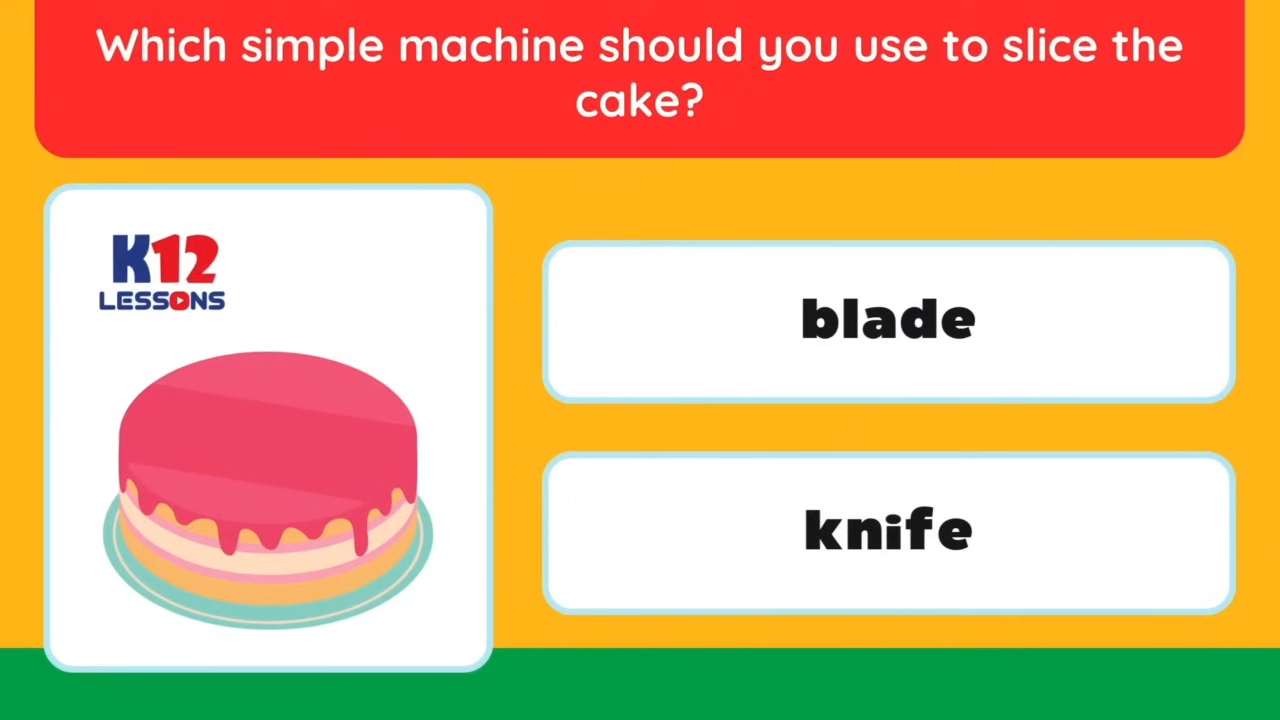 Which simple machine should you use to slice the
cake?
K12
LESSONS
blade
knife